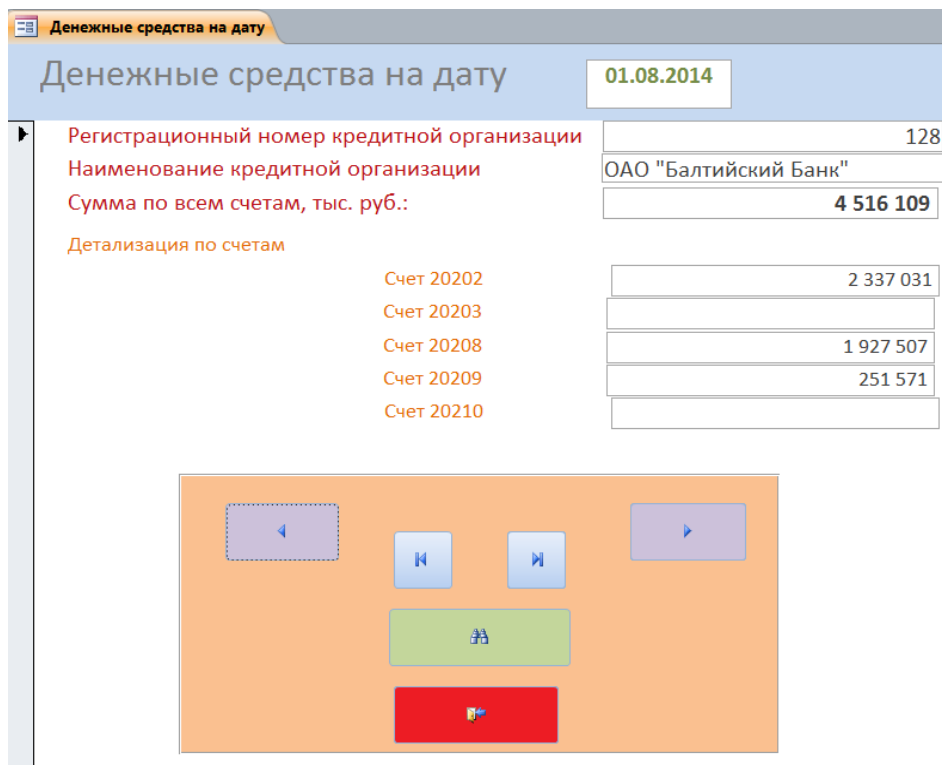 Денежные средства на дату
Денежные средства на дату 01.08.2014
Регистрационный номер кредитной организации 128
Наименование кредитной организации ОАО "Балтийский Банк"
Сумма по всем счетам, тыс. руб.: 4 516 109
Детализация по счетам
Счет 20202 2 337 031
Счет 20203
Счет 20208 1 927 507
Счет 20209 251 571
Счет 20210